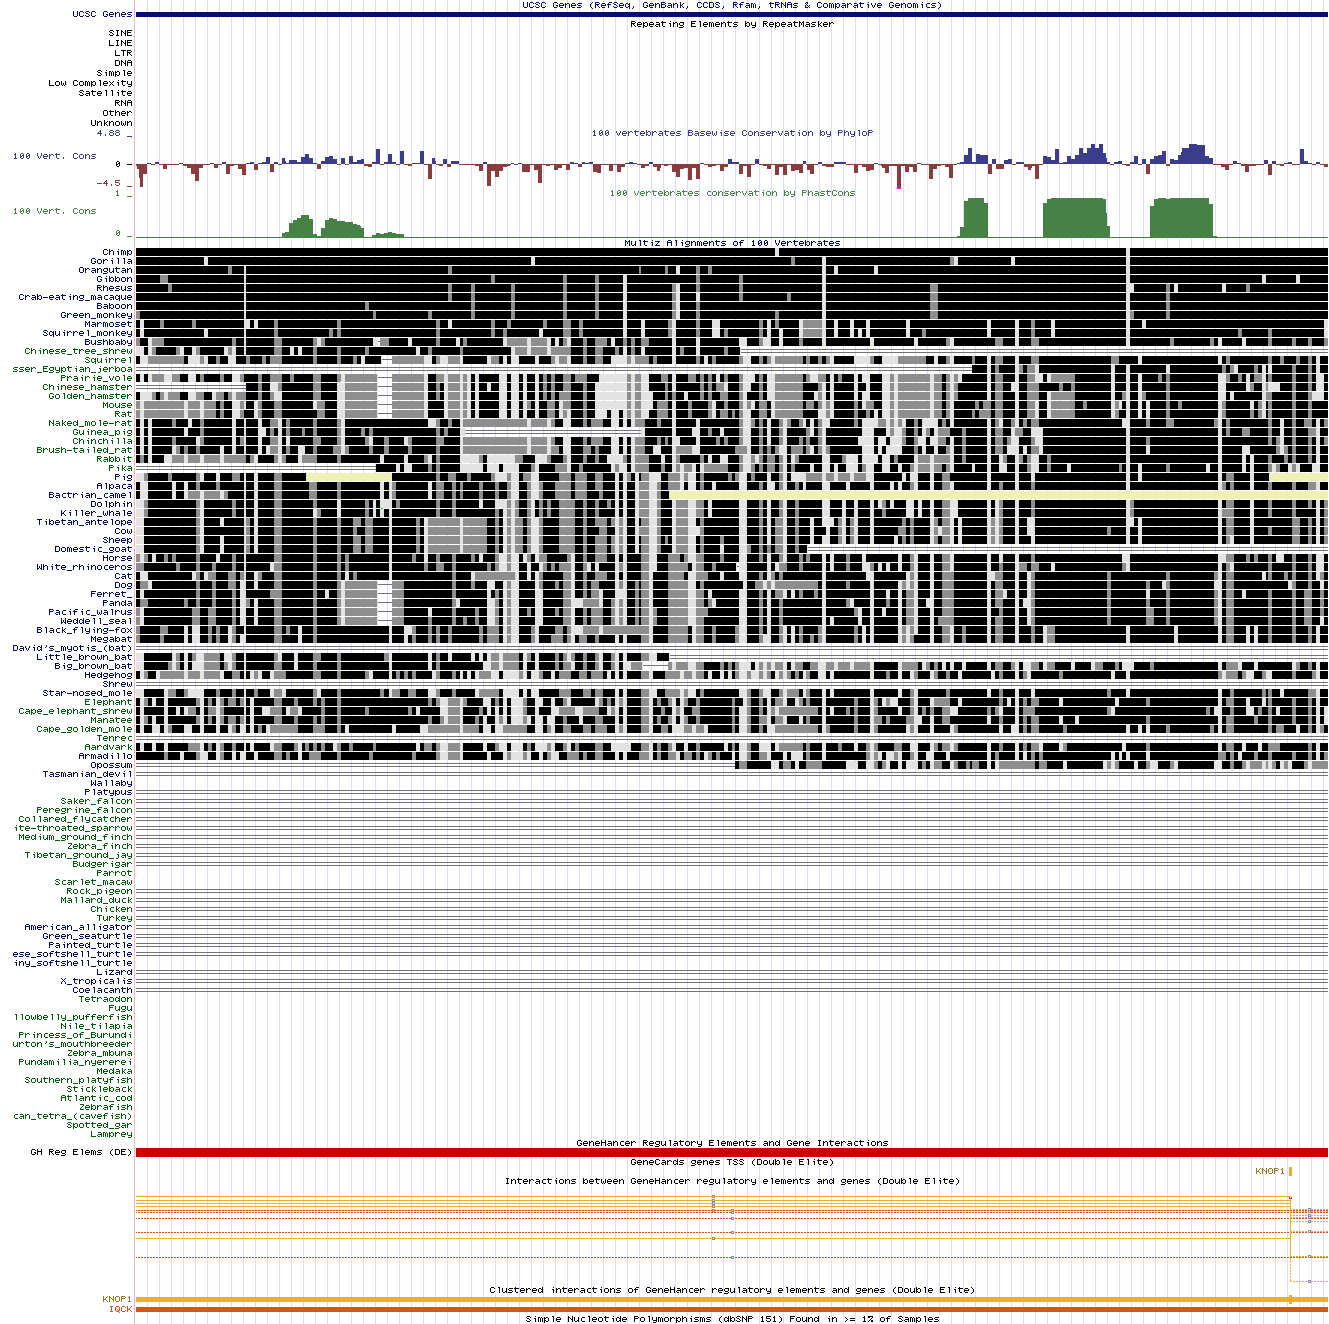 UCSC Genes (RefSeq, GenBank, CCDS, Rfam, tRNAs & Comparative Genomics)
UCSC Genes
Repeating Elements by RepeatMasker
SINE
LINE
LTR
DNA
Simple
Low Complexity
Satellite
RNA
Other
Unknown
100 vertebrates Basewise Conservation by PhyloP
4.88 _
100 Vert. Cons
0 _
-4.5 _
100 vertebrates conservation by PhastCons
1 _
100 Vert. Cons
0 _
Multiz Alignments of 100 Vertebrates
Chimp
Gorilla
Orangutan
Gibbon
Rhesus
Crab-eating_macaque
Baboon
Green_monkey
Marmoset
Squirrel_monkey
Bushbaby
Chinese_tree_shrew
Squirrel
sser_Egyptian_jerboa
Prairie_vole
Chinese_hamster
Golden_hamster
Mouse
Rat
Naked_mole-rat
Guinea_pig
Chinchilla
Brush-tailed_rat
Rabbit
Pika
Pig
Alpaca
Bactrian_camel
Dolphin
Killer_whale
Tibetan_antelope
Cow
Sheep
Domestic_goat
Horse
White_rhinoceros
Cat
Dog
Ferret_
Panda
Pacific_walrus
Weddell_seal
Black_flying-fox
Megabat
David's_myotis_(bat)
Little_brown_bat
Big_brown_bat
Hedgehog
Shrew
Star-nosed_mole
Elephant
Cape_elephant_shrew
Manatee
Cape_golden_mole
Tenrec
Aardvark
Armadillo
Opossum
Tasmanian_devil
Wallaby
Platypus
Saker_falcon
Peregrine_falcon
Collared_flycatcher
ite-throated_sparrow
Medium_ground_finch
Zebra_finch
Tibetan_ground_jay
Budgerigar
Parrot
Scarlet_macaw
Rock_pigeon
Mallard_duck
Chicken
Turkey
American_alligator
Green_seaturtle
Painted_turtle
ese_softshell_turtle
iny_softshell_turtle
Lizard
X_tropicalis
Coelacanth
Tetraodon
Fugu
llowbelly_pufferfish
Nile_tilapia
Princess_of_Burundi
urton's_mouthbreeder
Zebra_mbuna
Pundamilia_nyererei
Medaka
Southern_platyfish
Stickleback
Atlantic_cod
Zebrafish
can_tetra_(cavefish)
Spotted_gar
Lamprey
GeneHancer Regulatory Elements and Gene Interactions
GH Reg Elems (DE)
GeneCards genes TSS (Double Elite)
KNOP1
Interactions between GeneHancer regulatory elements and genes (Double Elite)
Clustered interactions of GeneHancer regulatory elements and genes (Double Elite)
KNOP1
IQCK
Simple Nucleotide Polymorphisms (dbSNP 151) Found in >= 1% of Samples